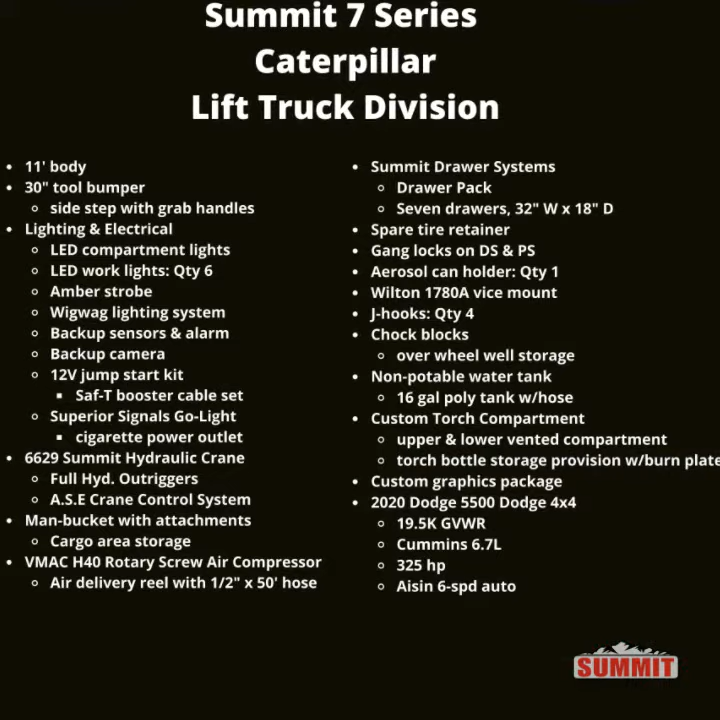 Summit 7 Series
Caterpillar
Lift Truck Division
• 11' body
• 30" tool bumper
○ side step with grab handles
• Lighting & Electrical
○ LED compartment lights
○ LED work lights: Qty 6
○ Amber strobe
○ Wigwag lighting system
○ Backup sensors & alarm
○ Backup camera
○ 12V jump start kit
▪ Saf-T booster cable set
○ Superior Signals Go-Light
▪ cigarette power outlet
• 6629 Summit Hydraulic Crane
○ Full Hyd. Outriggers
○ A.S.E Crane Control System
• Man-bucket with attachments
○ Cargo area storage
• VMAC H40 Rotary Screw Air Compressor
○ Air delivery reel with 1/2" x 50' hose
• Summit Drawer Systems
○ Drawer Pack
○ Seven drawers, 32" W x 18" D
• Spare tire retainer
• Gang locks on DS & PS
• Aerosol can holder: Qty 1
• Wilton 1780A vice mount
• J-hooks: Qty 4
• Chock blocks
○ over wheel well storage
• Non-potable water tank
○ 16 gal poly tank w/hose
• Custom Torch Compartment
○ upper & lower vented compartment
○ torch bottle storage provision w/burn plate
• Custom graphics package
• 2020 Dodge 5500 Dodge 4x4
○ 19.5K GVWR
○ Cummins 6.7L
○ 325 hp
○ Aisin 6-spd auto
SUMMIT